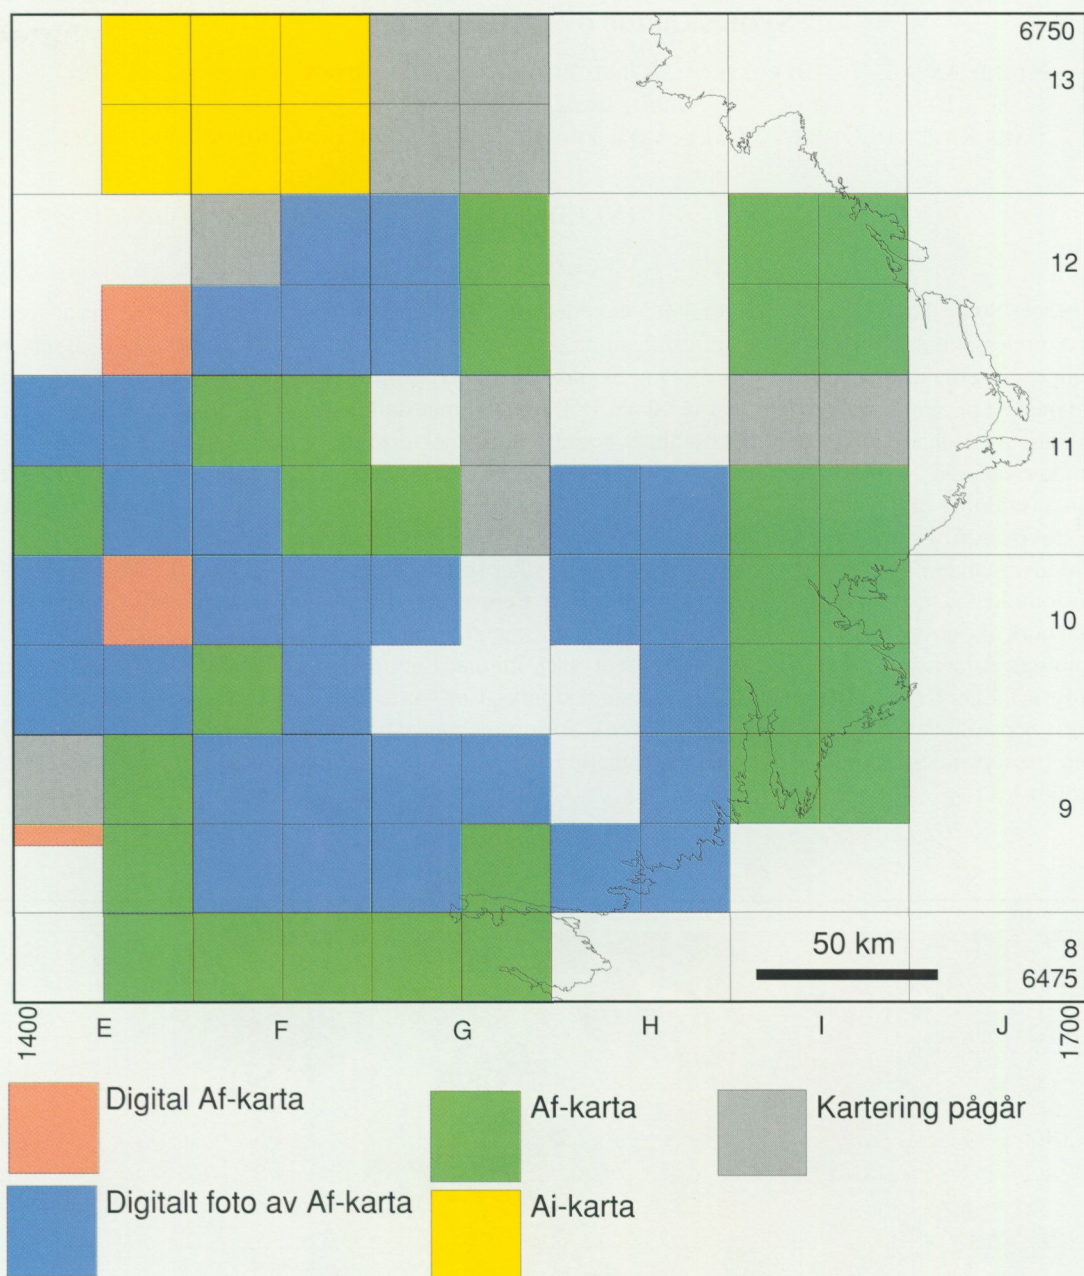 6750
13
12
11
10
9
8
50 km
6475
1400
E
F
G
H
I
J
1700
Digital Af-karta
Af-karta
Kartering pågår
Digitalt foto av Af-karta
Ai-karta